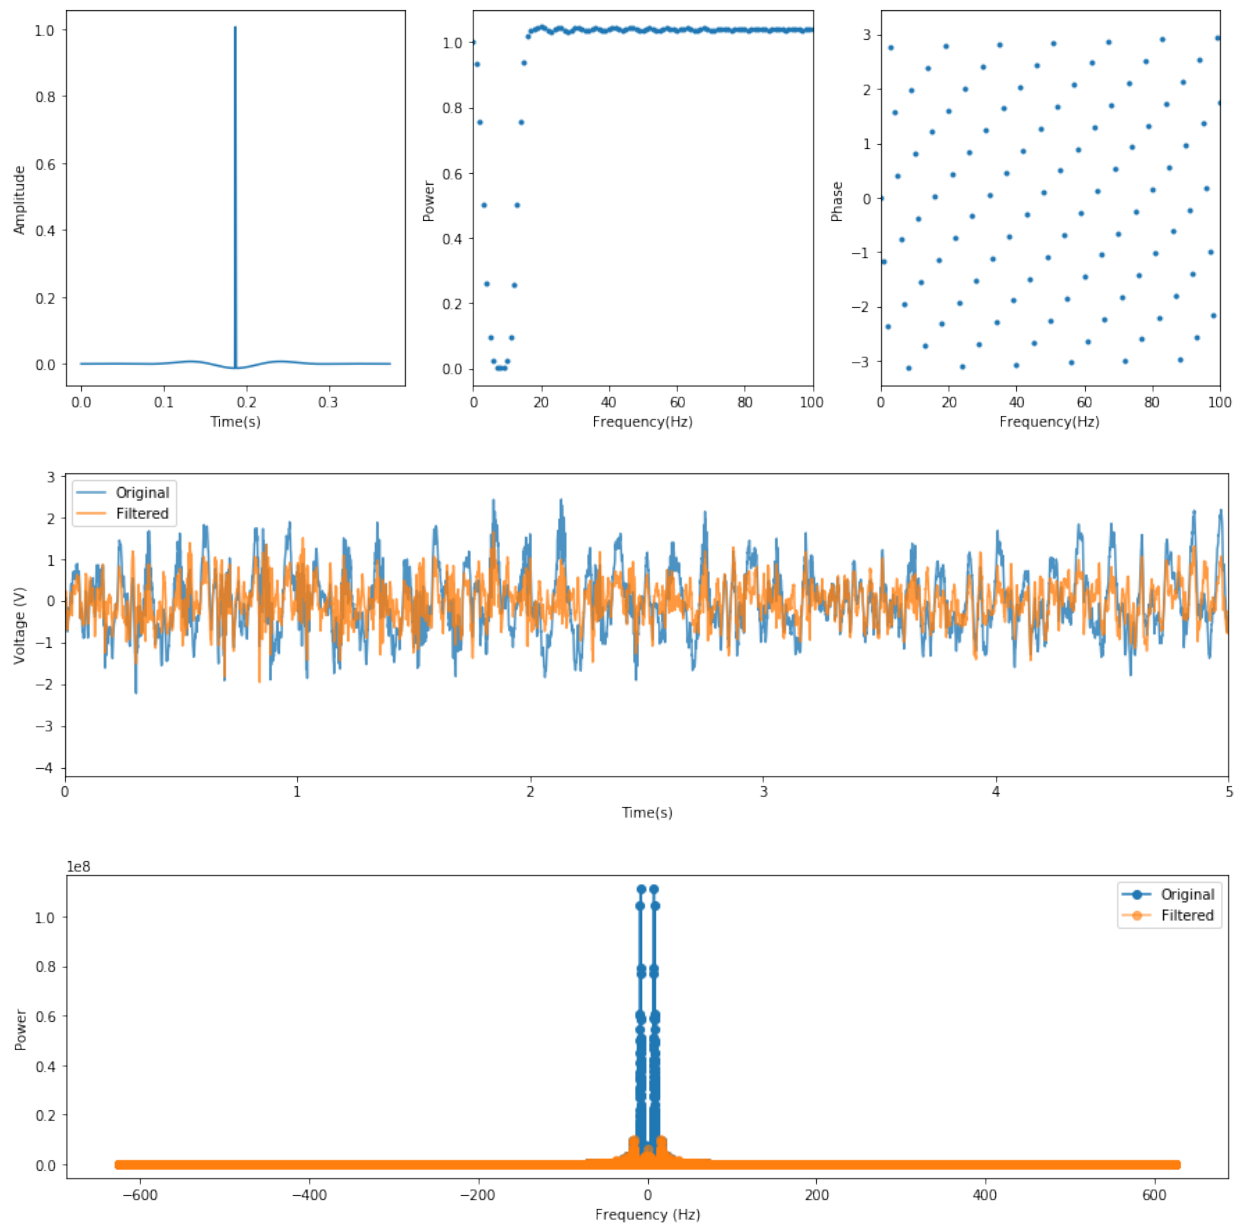 1.0
0.8
0.6
0.4
0.2
0.0
Amplitude
0.0 0.1 0.2 0.3
Time(s)
1.0
0.8
0.6
0.4
0.2
0.0
Power
0 20 40 60 80 100
Frequency(Hz)
3
2
1
0
−1
−2
−3
Phase
0 20 40 60 80 100
Frequency(Hz)
3
2
1
0
−1
−2
−3
−4
Voltage (V)
Original
Filtered
0 1 2 3 4 5
Time(s)
1e8
1.0
0.8
0.6
0.4
0.2
0.0
Power
Original
Filtered
−600 −400 −200 0 200 400 600
Frequency (Hz)